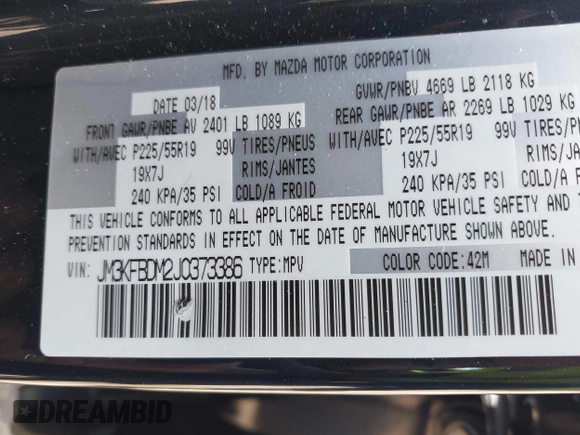 MFD. BY MAZDA MOTOR CORPORATION
DATE 03/18
GVWR/PNBV 4669 LB 2118 KG
FRONT GAWR/PNBE AV 2401 LB 1089 KG
REAR GAWR/PNBE AR 2269 LB 1029 KG
WITH/AVEC P225/55R19 99V TIRES/PNEUS
WITH/AVEC P225/55R19 99V TIRES/PN
19X7J RIMS/JANTES
19X7J RIMS/JAN
240 KPA/35 PSI COLD/A FROID
240 KPA/35 PSI COLD/A F
THIS VEHICLE CONFORMS TO ALL APPLICABLE FEDERAL MOTOR VEHICLE SAFETY AND T
PREVENTION STANDARDS IN EFFECT ON THE DATE OF MANUFACTURE SHOWN ABOVE.
VIN: JM3KFBDM2J0373386 TYPE:MPV COLOR CODE:42M MADE IN
DREAMBID